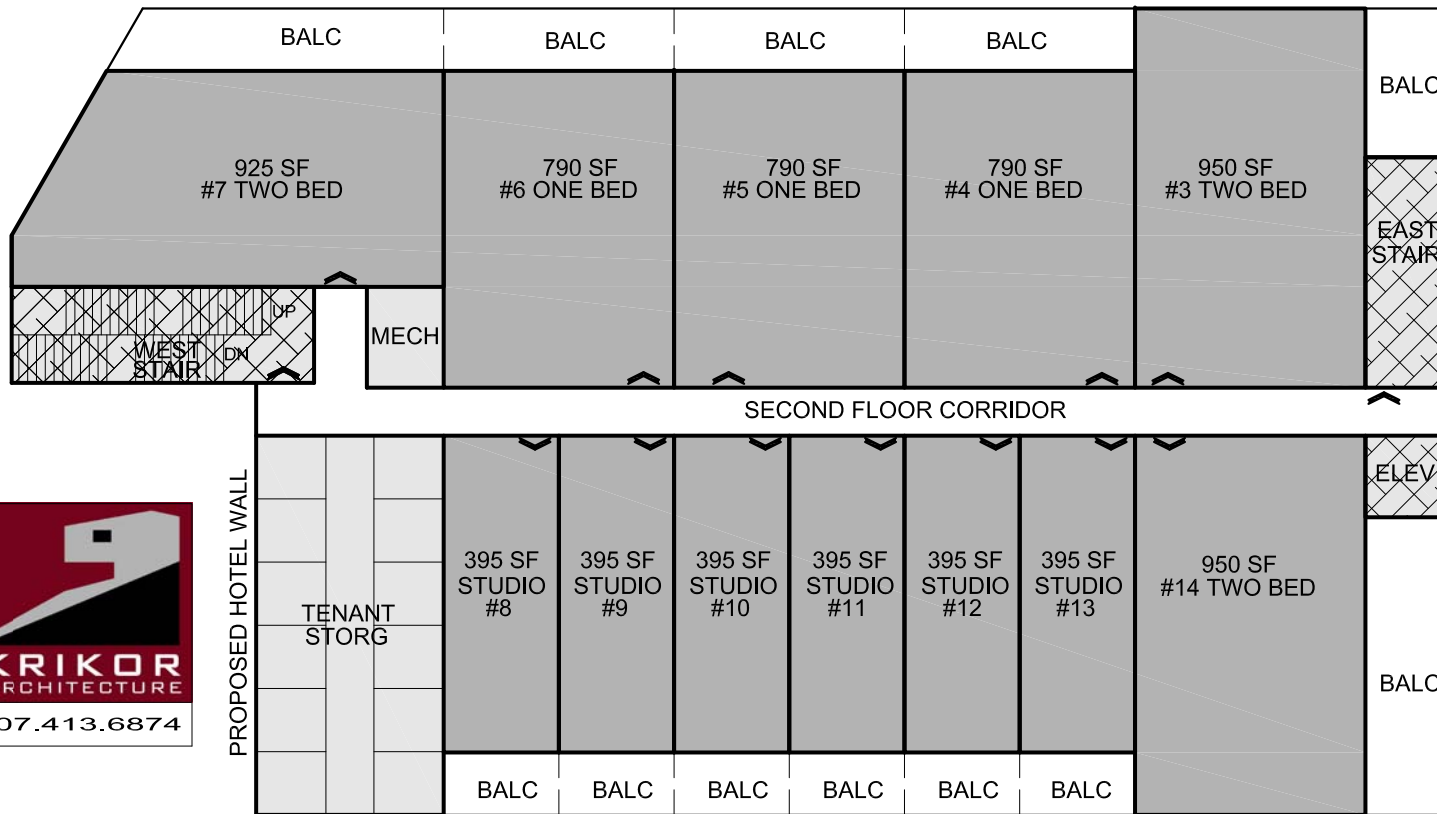 BALC
BALC
BALC
BALC
BALC
925 SF
#7 TWO BED
790 SF
#6 ONE BED
790 SF
#5 ONE BED
790 SF
#4 ONE BED
950 SF
#3 TWO BED
EAST
STAIR
UP
DN
WEST
STAIR
MECH
SECOND FLOOR CORRIDOR
ELEV
PROPOSED HOTEL WALL
TENANT
STORG
395 SF
STUDIO
#8
395 SF
STUDIO
#9
395 SF
STUDIO
#10
395 SF
STUDIO
#11
395 SF
STUDIO
#12
395 SF
STUDIO
#13
950 SF
#14 TWO BED
BALC
KRIKOR
ARCHITECTURE
07.413.6874
BALC
BALC
BALC
BALC
BALC
BALC